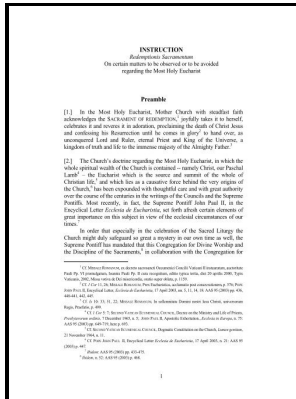 INSTRUCTION
Redemptionis Sacramentum
On certain matters to be observed or to be avoided
regarding the Most Holy Eucharist
Preamble
[1.] In the Most Holy Eucharist, Mother Church with steadfast faith
acknowledges the SACRAMENT OF REDEMPTION,¹ joyfully takes it to herself,
celebrates it and reveres it in adoration, proclaiming the death of Christ Jesus
and confessing his Resurrection until he comes in glory² to hand over, as
unconquered Lord and Ruler, eternal Priest and King of the Universe, a
kingdom of truth and life to the immense majesty of the Almighty Father.³
[2.] The Church's doctrine regarding the Most Holy Eucharist, in which the
whole spiritual wealth of the Church is contained – namely Christ, our Paschal
Lamb⁴ – the Eucharist which is the source and summit of the whole of
Christian life,⁵ and which lies as a causative force behind the very origins of
the Church,⁶ has been expounded with thoughtful care and with great authority
over the course of the centuries in the writings of the Councils and the Supreme
Pontiffs. Most recently, in fact, the Supreme Pontiff John Paul II, in the
Encyclical Letter Ecclesia de Eucharistia, set forth afresh certain elements of
great importance on this subject in view of the ecclesial circumstances of our
times.⁷
In order that especially in the celebration of the Sacred Liturgy the
Church might duly safeguard so great a mystery in our own time as well, the
Supreme Pontiff has mandated that this Congregation for Divine Worship and
the Discipline of the Sacraments,⁸ in collaboration with the Congregation for
1